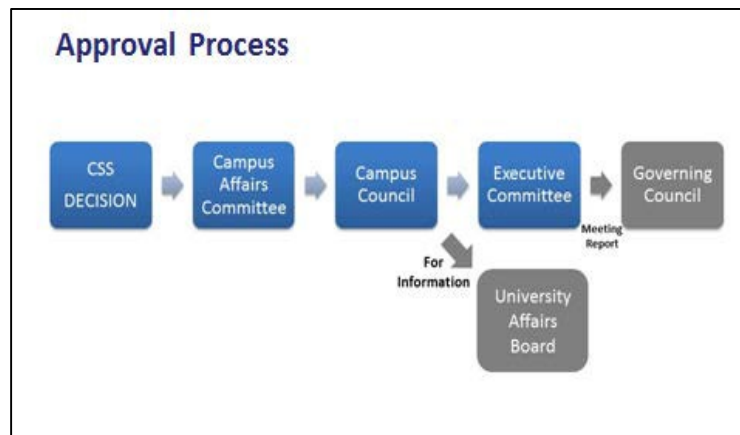 Approval Process
CSS
DECISION
Campus
Affairs
Committee
Campus
Council
Executive
Committee
Meeting
Report
Governing
Council
For
Information
University
Affairs
Board